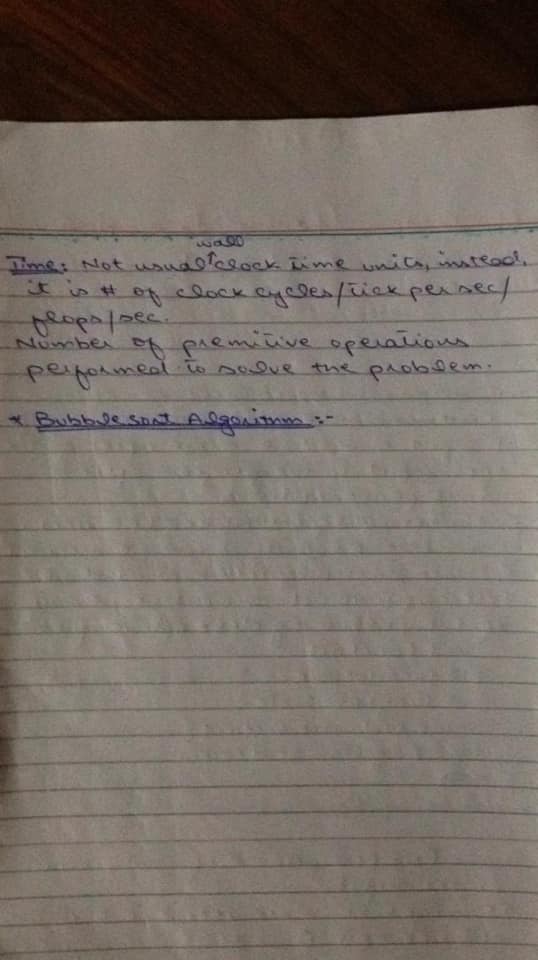 wall
Time: Not usual ↑clock time units, instead,
it is # of clock cycles/tick per sec/
flops/sec.
Number of premitive operations
performed to solve the problem.
* Bubble sort Algorithm :-